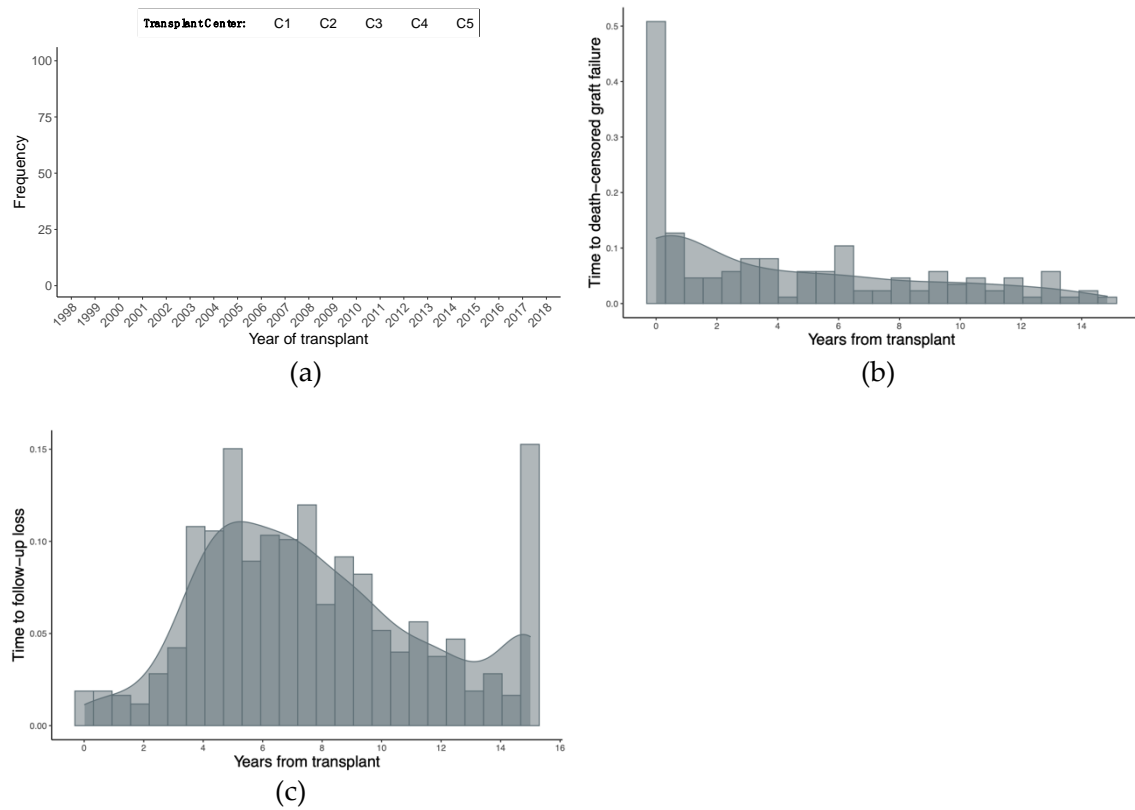 Transplant Center: C1 C2 C3 C4 C5
Frequency
100
75
50
25
0
1998 1999 2000 2001 2002 2003 2004 2005 2006 2007 2008 2009 2010 2011 2012 2013 2014 2015 2016 2017 2018
Year of transplant
(a)
Time to death-censored graft failure
0.5
0.4
0.3
0.2
0.1
0.0
0 2 4 6 8 10 12 14
Years from transplant
(b)
Time to follow-up loss
0.15
0.10
0.05
0.00
0 2 4 6 8 10 12 14 16
Years from transplant
(c)